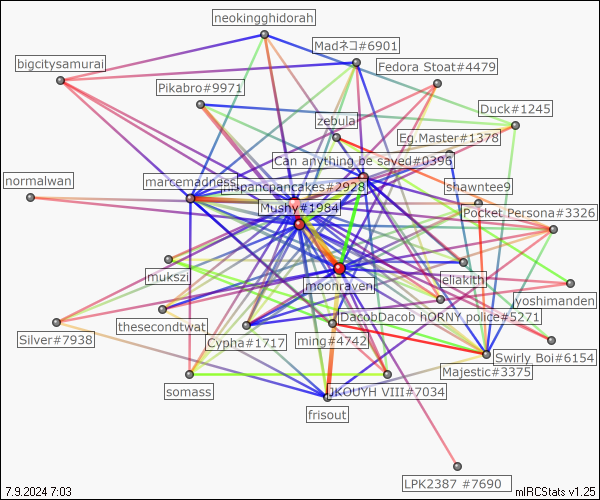 neokingghidorah
Madネコ#6901
bigcitysamurai
Fedora Stoat#4479
Pikabro#9971
Duck#1245
zebula
Eg.Master#1378
Can anything be saved#0396
normalwan
marcemadness
spancpancakes#2928
shawntee9
Mushy#1984
Pocket Persona#3326
mukszi
moonraven
eliakith
yoshimanden
DacobDacob hORNY police#5271
thesecondtwat
Silver#7938
Cypha#1717
ming#4742
Swirly Boi#6154
Majestic#3375
somass
KOUYH VIII#7034
frisout
LPK2387 #7690
7.9.2024 7:03
mIRCStats v1.25